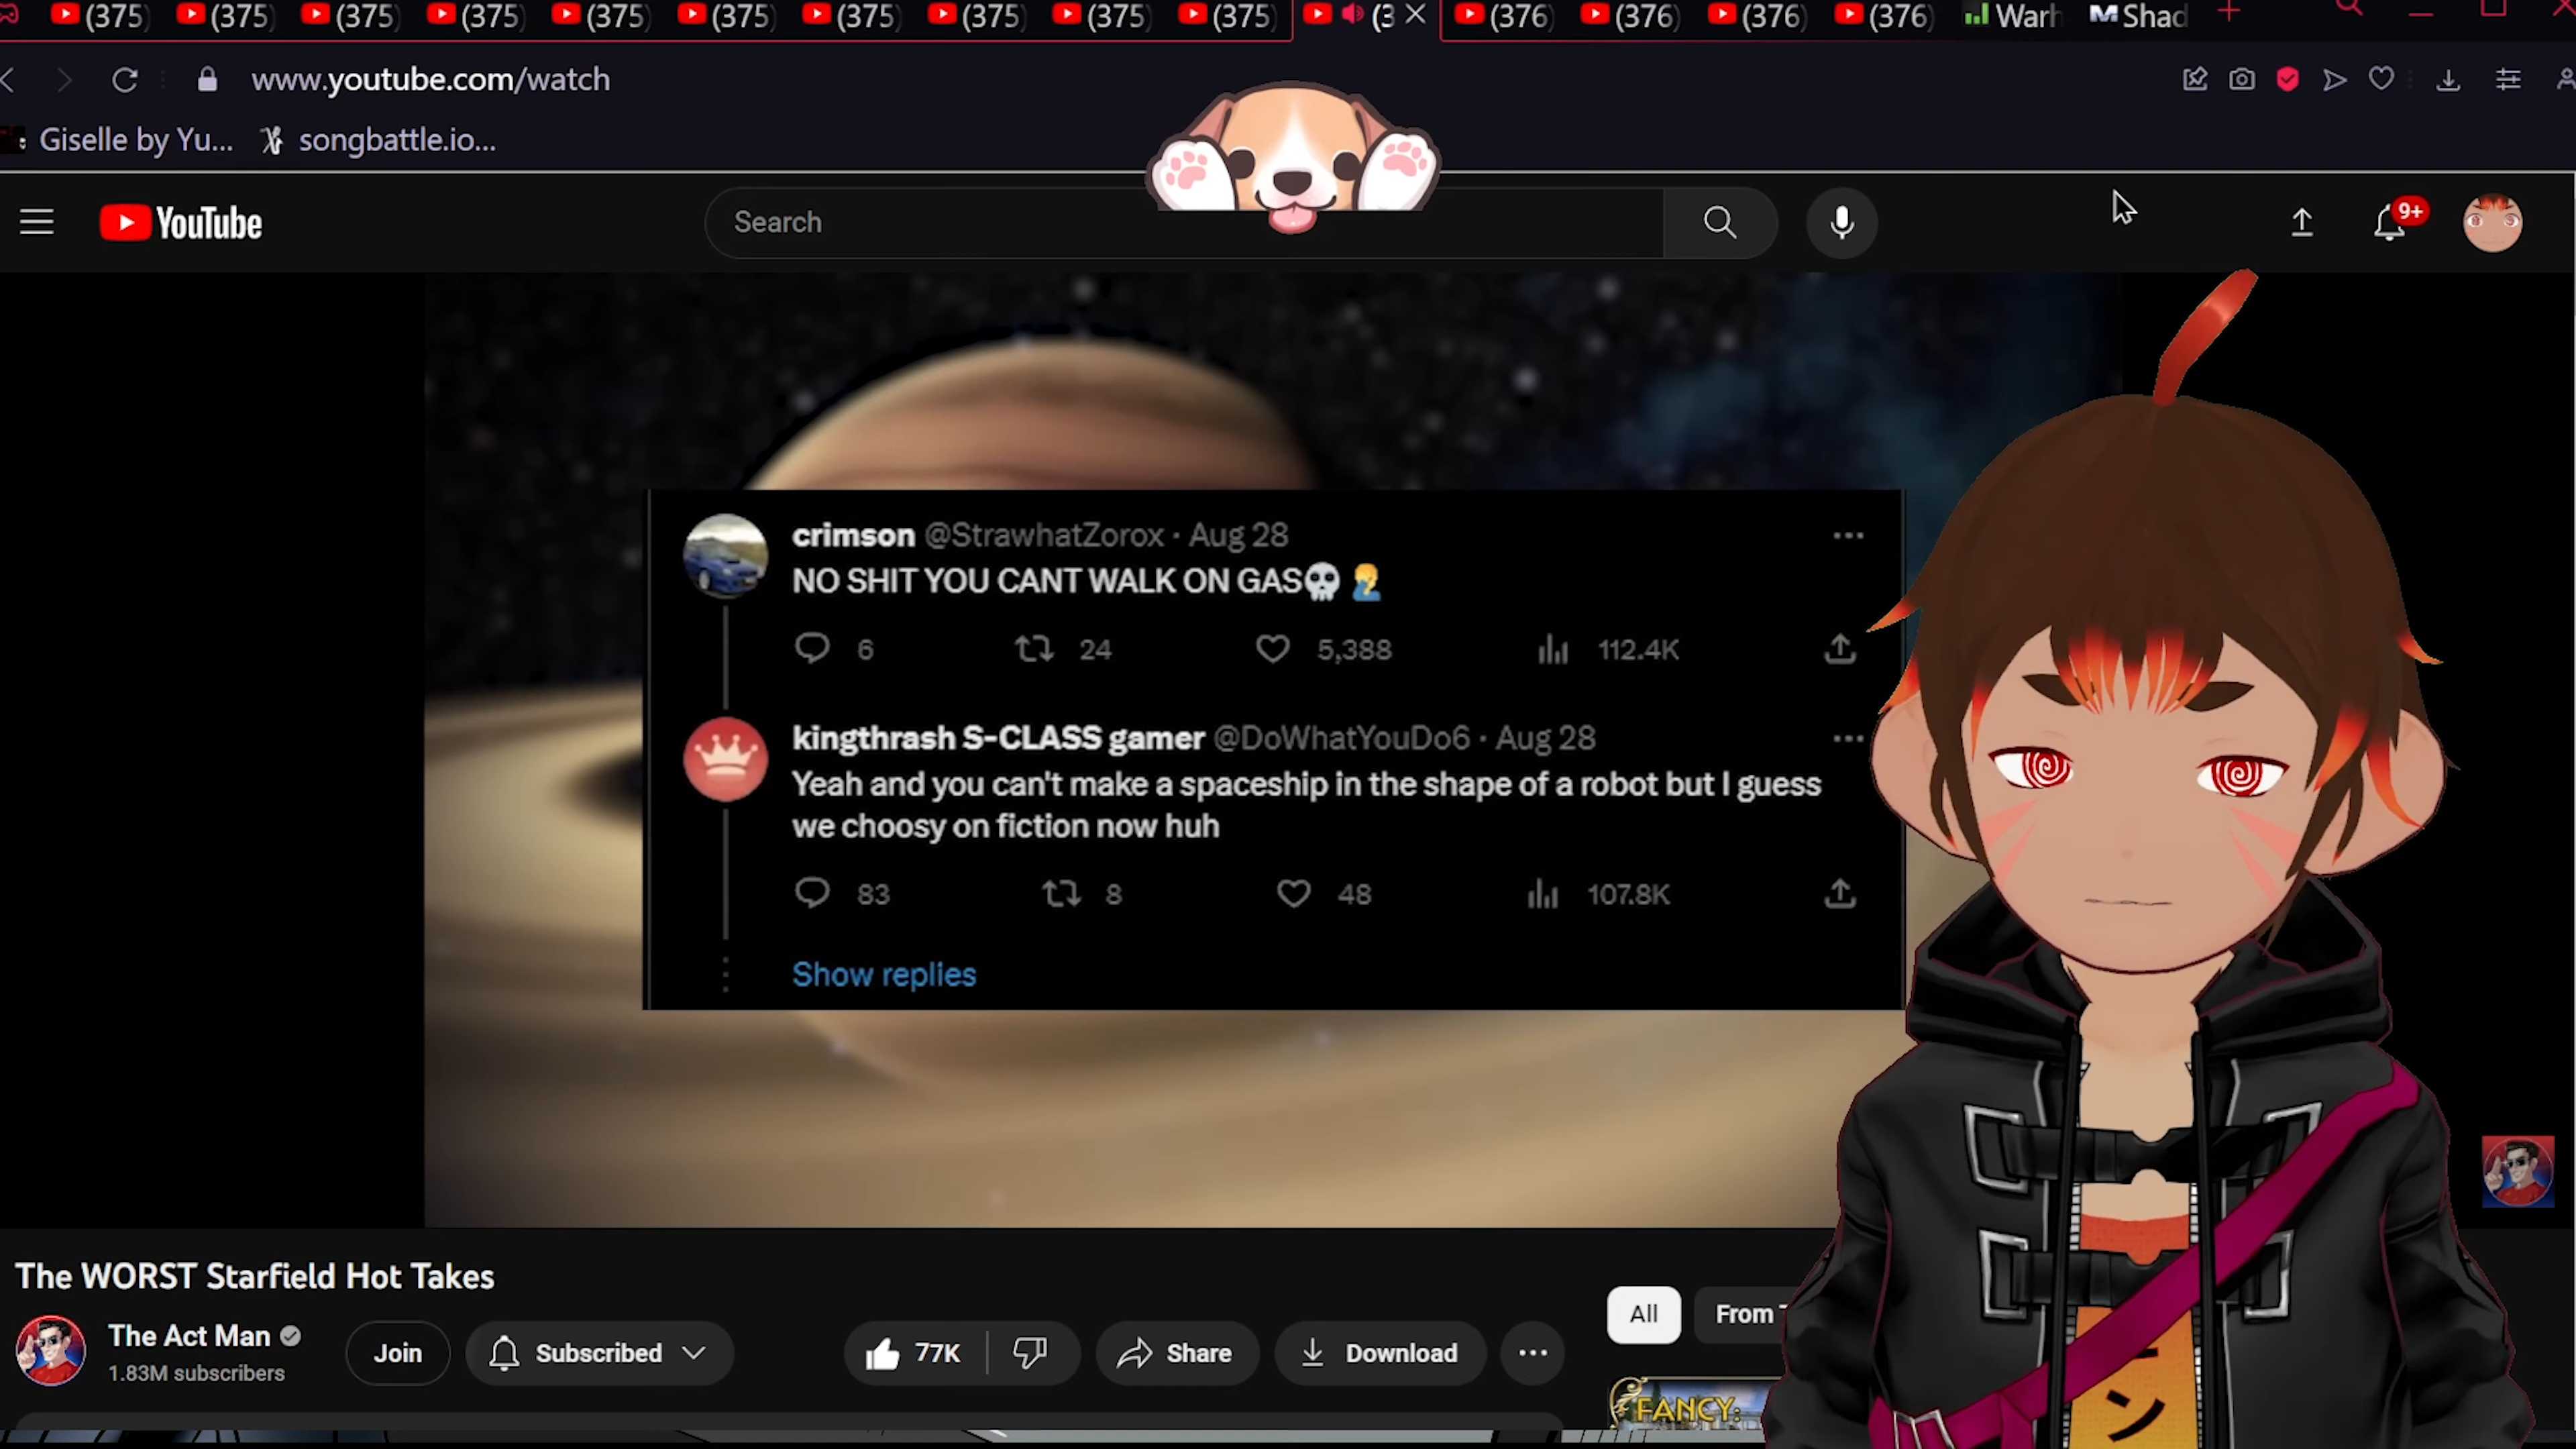 (375)
(375)
(375)
(375)
(375)
(375)
(375)
(375)
(375)
(375)
(3
(376)
(376)
(376)
(376)
Warh
Shad
www.youtube.com/watch
Giselle by Yu...
songbattle.io...
YouTube
Search
9+
crimson @StrawhatZorox · Aug 28
NO SHIT YOU CANT WALK ON GAS💀🤦‍♂️
6 24 5,388 112.4K
kingthrash S-CLASS gamer @DoWhatYouDo6 · Aug 28
Yeah and you can't make a spaceship in the shape of a robot but I guess
we choosy on fiction now huh
83 8 48 107.8K
Show replies
The WORST Starfield Hot Takes
The Act Man
1.83M subscribers
Join
Subscribed
77K
Share
Download
All
From
FANCY:
ン